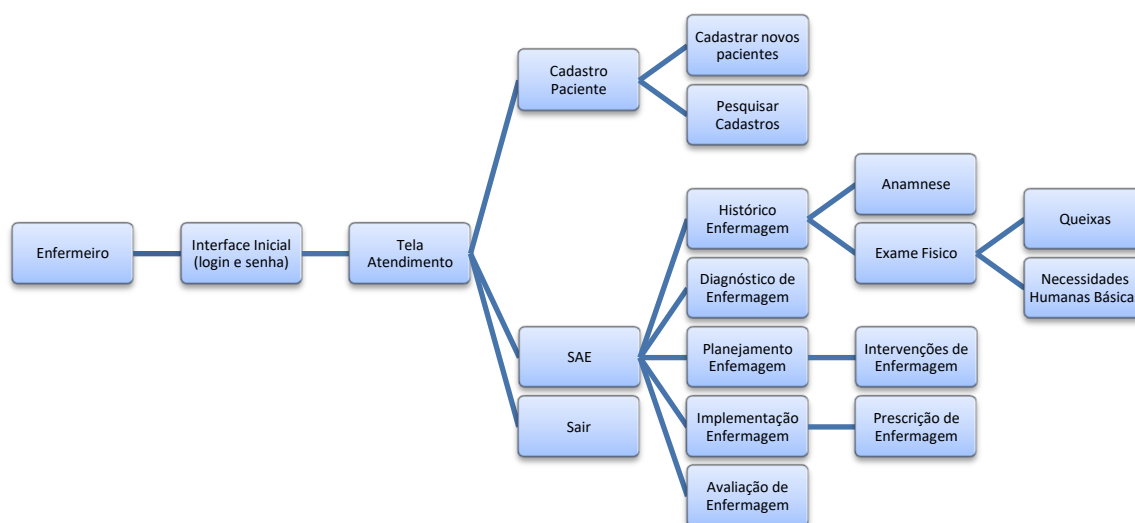 Enfermeiro
Interface Inicial
(login e senha)
Tela
Atendimento
Cadastro
Paciente
Cadastrar novos
pacientes
Pesquisar
Cadastros
SAE
Histórico
Enfermagem
Anamnese
Exame Fisico
Queixas
Necessidades
Humanas Básicas
Diagnóstico de
Enfermagem
Planejamento
Enfemagem
Intervenções de
Enfermagem
Implementação
Enfermagem
Prescrição de
Enfermagem
Avaliação de
Enfermagem
Sair